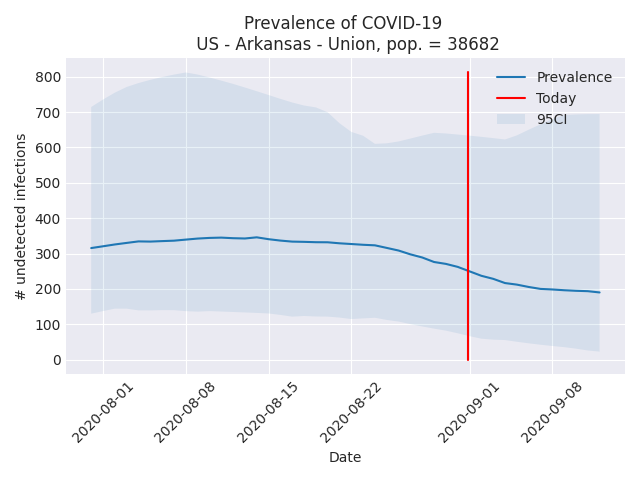 Prevalence of COVID-19
US - Arkansas - Union, pop. = 38682
# undetected infections
800
700
600
500
400
300
200
100
0
Prevalence
Today
95CI
2020-08-01
2020-08-08
2020-08-15
2020-08-22
2020-09-01
2020-09-08
Date